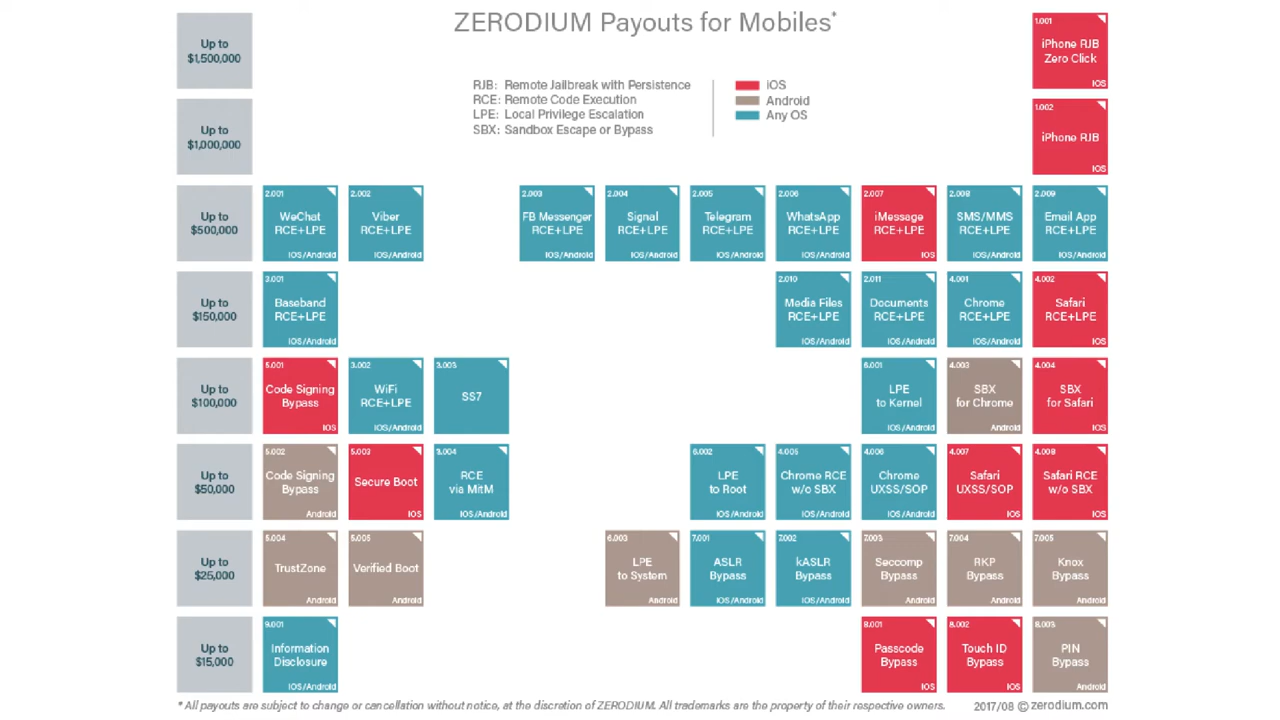 ZERODIUM Payouts for Mobiles*
RJB: Remote Jailbreak with Persistence
RCE: Remote Code Execution
LPE: Local Privilege Escalation
SBX: Sandbox Escape or Bypass
iOS
Android
Any OS
Up to
$1,500,000
1.001
iPhone RJB
Zero Click
iOS
Up to
$1,000,000
1.002
iPhone RJB
iOS
Up to
$500,000
2.001
WeChat
RCE+LPE
iOS/Android
2.002
Viber
RCE+LPE
iOS/Android
2.003
FB Messenger
RCE+LPE
iOS/Android
2.004
Signal
RCE+LPE
iOS/Android
2.005
Telegram
RCE+LPE
iOS/Android
2.006
WhatsApp
RCE+LPE
iOS/Android
2.007
iMessage
RCE+LPE
iOS
2.008
SMS/MMS
RCE+LPE
iOS/Android
2.009
Email App
RCE+LPE
iOS/Android
Up to
$150,000
3.001
Baseband
RCE+LPE
iOS/Android
2.010
Media Files
RCE+LPE
iOS/Android
2.011
Documents
RCE+LPE
iOS/Android
4.001
Chrome
RCE+LPE
iOS/Android
4.002
Safari
RCE+LPE
iOS
Up to
$100,000
5.001
Code Signing
Bypass
iOS
3.002
WiFi
RCE+LPE
iOS/Android
3.003
SS7
6.001
LPE
to Kernel
iOS/Android
4.003
SBX
for Chrome
Android
4.004
SBX
for Safari
iOS
Up to
$50,000
5.002
Code Signing
Bypass
Android
5.003
Secure Boot
iOS
3.004
RCE
via MitM
iOS/Android
6.002
LPE
to Root
iOS/Android
4.005
Chrome RCE
w/o SBX
iOS/Android
4.006
Chrome
UXSS/SOP
iOS/Android
4.007
Safari
UXSS/SOP
iOS
4.008
Safari RCE
w/o SBX
iOS
Up to
$25,000
5.004
TrustZone
Android
5.005
Verified Boot
Android
6.003
LPE
to System
Android
7.001
ASLR
Bypass
iOS/Android
7.002
kASLR
Bypass
iOS/Android
7.003
Seccomp
Bypass
Android
7.004
RKP
Bypass
Android
7.005
Knox
Bypass
Android
Up to
$15,000
9.001
Information
Disclosure
iOS/Android
8.001
Passcode
Bypass
iOS
8.002
Touch ID
Bypass
iOS
8.003
PIN
Bypass
Android
* All payouts are subject to change or cancellation without notice, at the discretion of ZERODIUM. All trademarks are the property of their respective owners.
2017/08 © zerodium.com